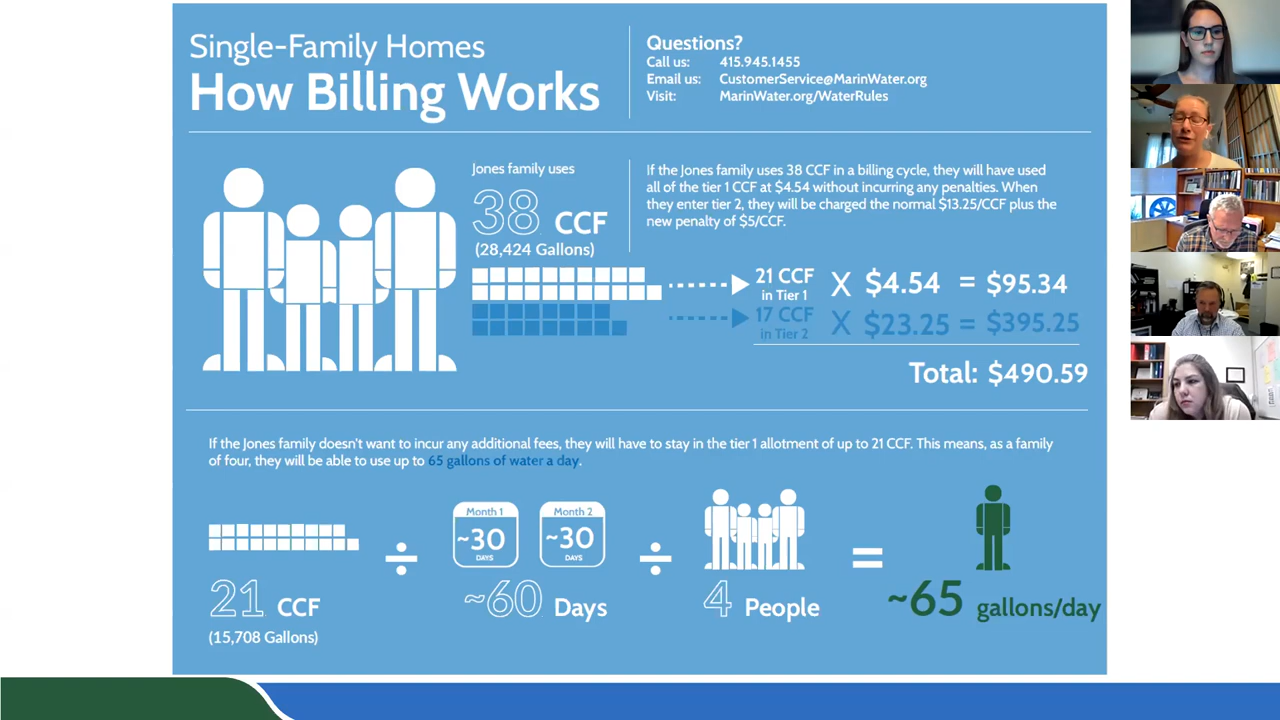 Single-Family Homes
How Billing Works
Questions?
Call us: 415.945.1455
Email us: CustomerService@MarinWater.org
Visit: MarinWater.org/WaterRules
Jones family uses
38 CCF
(28,424 Gallons)
If the Jones family uses 38 CCF in a billing cycle, they will have used
all of the tier 1 CCF at $4.54 without incurring any penalties. When
they enter tier 2, they will be charged the normal $13.25/CCF plus the
new penalty of $5/CCF.
21 CCF X $4.54 = $95.34
in Tier 1
17 CCF X $23.25 = $395.25
in Tier 2
Total: $490.59
If the Jones family doesn't want to incur any additional fees, they will have to stay in the tier 1 allotment of up to 21 CCF. This means, as a family
of four, they will be able to use up to 65 gallons of water a day.
Month 1 Month 2
~30 ~30
DAYS DAYS
÷ ÷ =
21 CCF ~60 Days 4 People ~65 gallons/day
(15,708 Gallons)